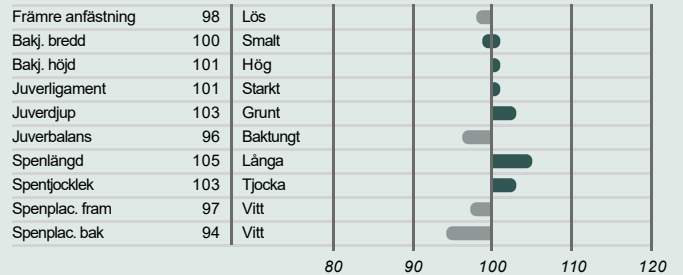 Främre anfästning 98 Lös
Bakj. bredd 100 Smalt
Bakj. höjd 101 Hög
Juverligament 101 Starkt
Juverdjup 103 Grunt
Juverbalans 96 Baktungt
Spenlängd 105 Långa
Spentjocklek 103 Tjocka
Spenplac. fram 97 Vitt
Spenplac. bak 94 Vitt
80 90 100 110 120